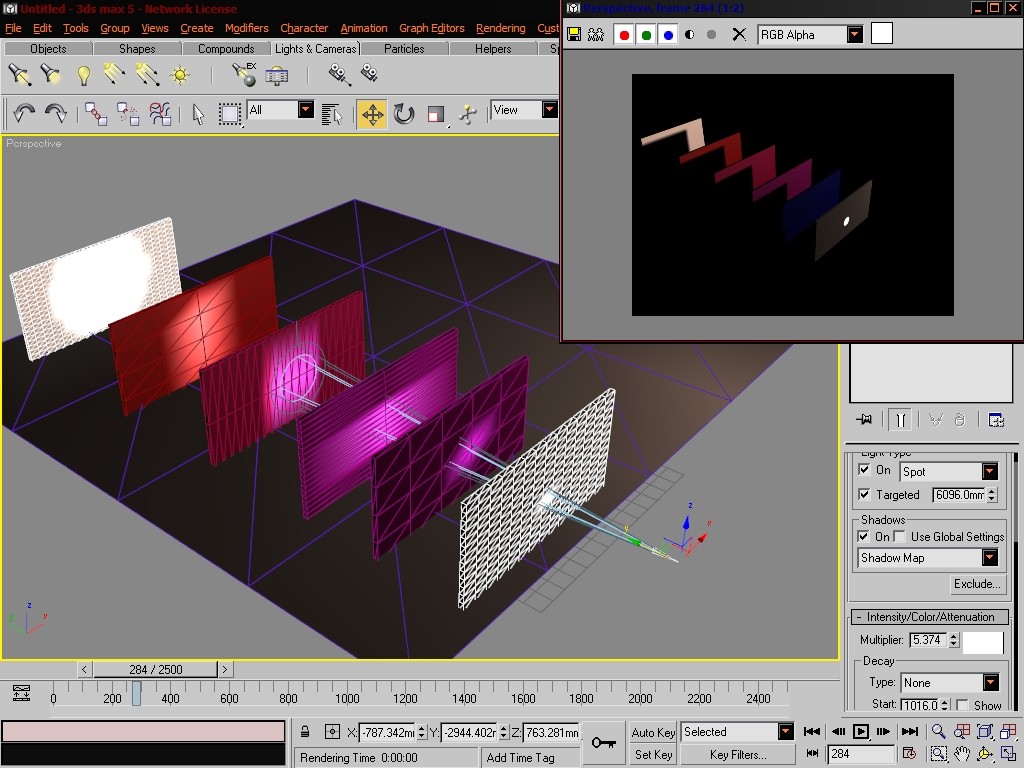 Untitled - 3ds max 5 - Network License
Perspective, frame 284 (1:2)
File Edit Tools Group Views Create Modifiers Character Animation Graph Editors Rendering Cust
Objects Shapes Compounds Lights & Cameras Particles Helpers Sp
RGB Alpha
EX
All View
Perspective
Light Type
On Spot
Targeted 6096.0mm
Shadows
On Use Global Settings
Shadow Map
Exclude...
- Intensity/Color/Attenuation
Multiplier: 5.374
Decay
Type: None
Start: 1016.0 Show
z
y
z
< 284 / 2500 >
0 200 400 600 800 1000 1200 1400 1600 1800 2000 2200 2400
X: -787.342m Y: -2944.402m Z: 763.281mm
Auto Key Selected
Set Key Key Filters...
284
Rendering Time 0:00:00 Add Time Tag